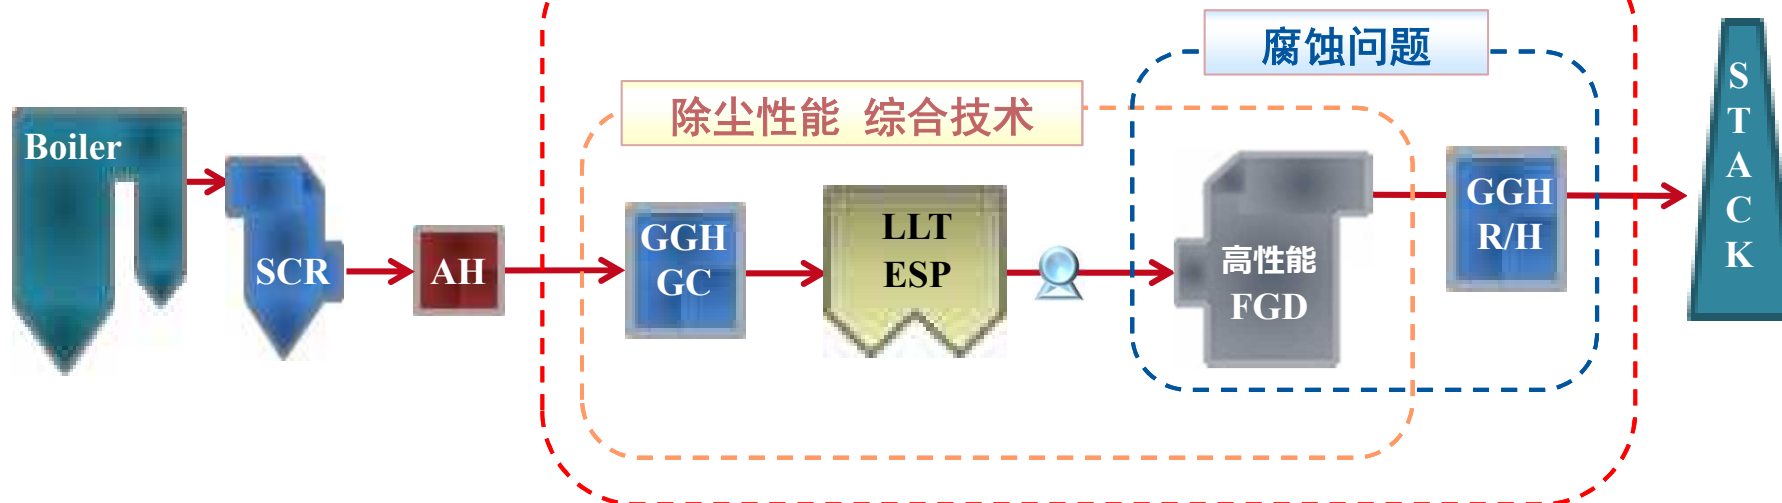 腐蚀问题
除尘性能 综合技术
Boiler
SCR
AH
GGH
GC
LLT
ESP
高性能
FGD
GGH
R/H
S
T
A
C
K